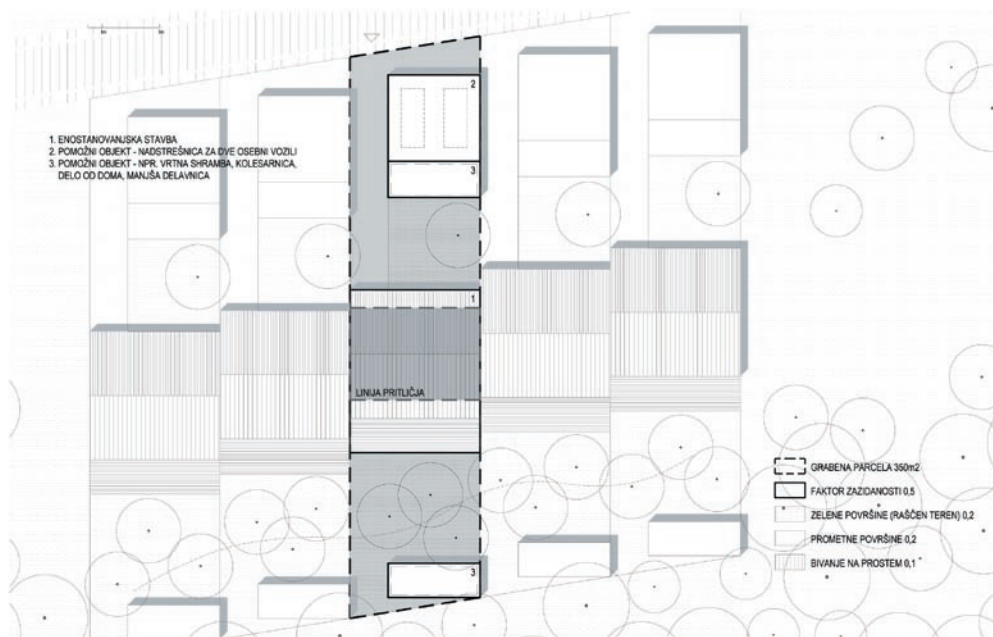 1. ENOSTANOVANJSKA STAVBA
2. POMOŽNI OBJEKT - NADSTREŠNICA ZA DVE OSEBNI VOZILI
3. POMOŽNI OBJEKT - NPR. VRTNA SHRAMBA, KOLESARNICA,
DELO OD DOMA, MANJŠA DELAVNICA
2
3
1
LINIJA PRITLIČJA
3
GRABENA PARCELA 350m2
FAKTOR ZAZIDANOSTI 0,5
ZELENE POVRŠINE (RAŠČEN TEREN) 0,2
PROMETNE POVRŠINE 0,2
BIVANJE NA PROSTEM 0,1